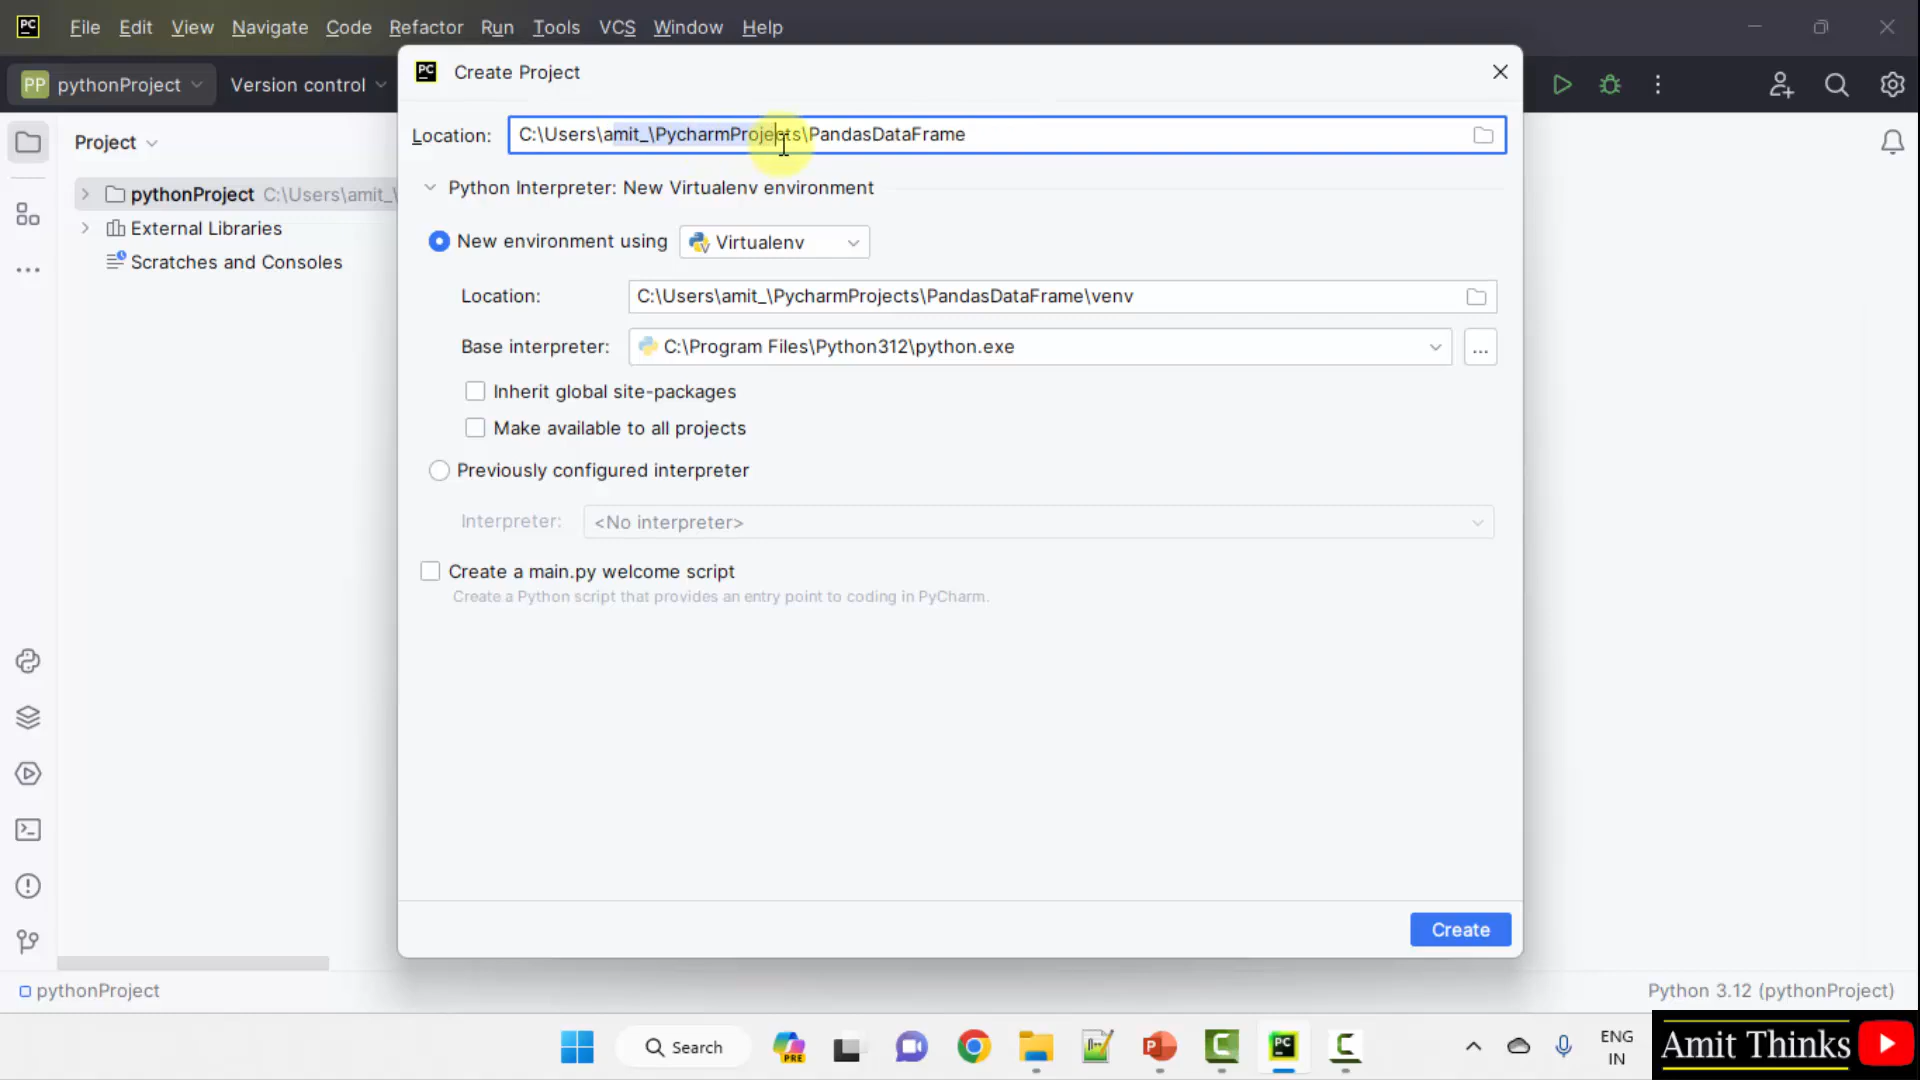 PC File Edit View Navigate Code Refactor Run Tools VCS Window Help
PC Create Project
PP pythonProject Version control
Location: C:\Users\amit_\PycharmProjects\PandasDataFrame
Project
Python Interpreter: New Virtualenv environment
pythonProject C:\Users\amit_\
External Libraries
New environment using Virtualenv
Scratches and Consoles
Location: C:\Users\amit_\PycharmProjects\PandasDataFrame\venv
Base interpreter: C:\Program Files\Python312\python.exe ...
Inherit global site-packages
Make available to all projects
Previously configured interpreter
Interpreter: <No interpreter>
Create a main.py welcome script
Create a Python script that provides an entry point to coding in PyCharm.
Create
pythonProject
Python 3.12 (pythonProject)
Search
PRE
P
C
PC
C
ENG
IN
Amit Thinks